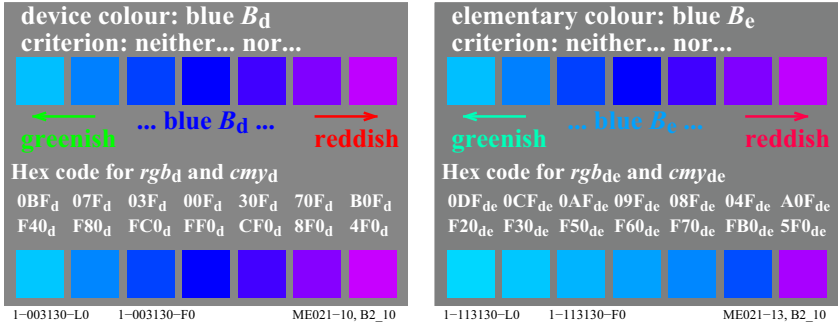 device colour: blue Bd
criterion: neither... nor...
greenish
... blue Bd ...
reddish
Hex code for rgbd and cmyd
0BFd 07Fd 03Fd 00Fd 30Fd 70Fd B0Fd
F40d F80d FC0d FF0d CF0d 8F0d 4F0d
1-003130-L0 1-003130-F0 ME021-10, B2_10
elementary colour: blue Be
criterion: neither... nor...
greenish
... blue Be ...
reddish
Hex code for rgbde and cmyde
0DFde 0CFde 0AFde 09Fde 08Fde 04Fde A0Fde
F20de F30de F50de F60de F70de FB0de 5F0de
1-113130-L0 1-113130-F0 ME021-13, B2_10